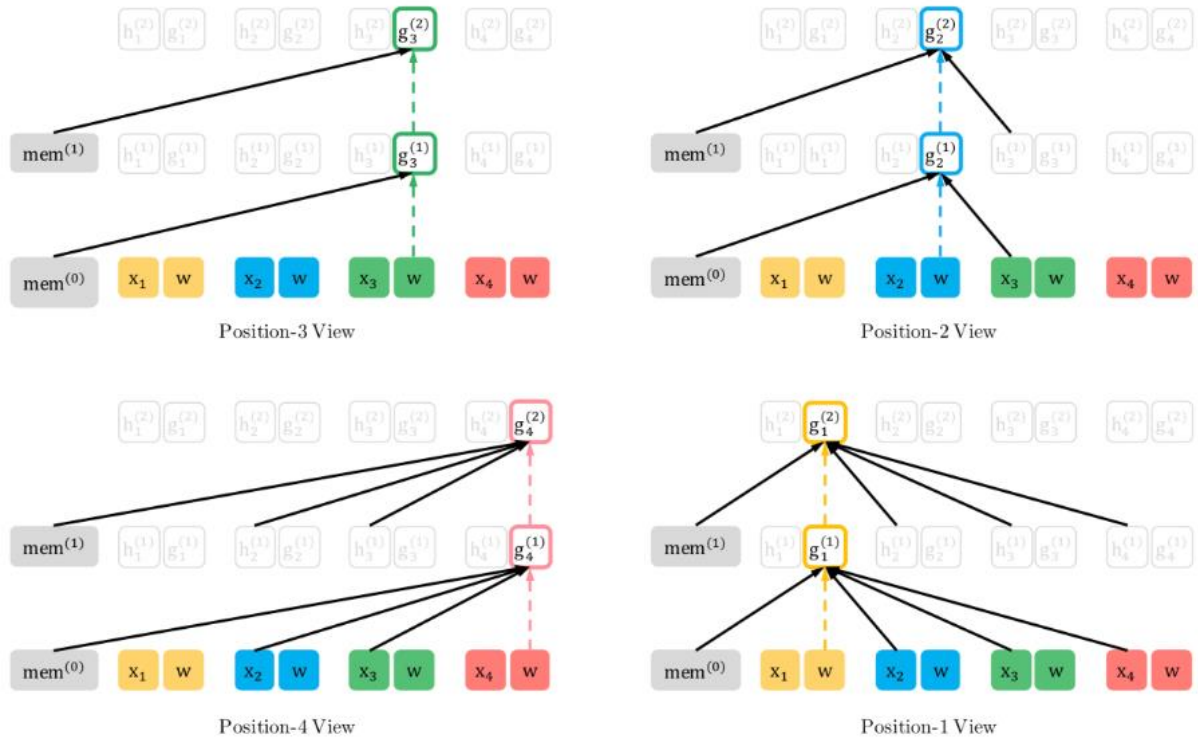 h₁⁽²⁾ g₁⁽²⁾ h₂⁽²⁾ g₂⁽²⁾ h₃⁽²⁾ g₃⁽²⁾ h₄⁽²⁾ g₄⁽²⁾
mem⁽¹⁾ h₁⁽¹⁾ g₁⁽¹⁾ h₂⁽¹⁾ g₂⁽¹⁾ h₃⁽¹⁾ g₃⁽¹⁾ h₄⁽¹⁾ g₄⁽¹⁾
mem⁽⁰⁾ x₁ w x₂ w x₃ w x₄ w
Position-3 View
h₁⁽²⁾ g₁⁽²⁾ h₂⁽²⁾ g₂⁽²⁾ h₃⁽²⁾ g₃⁽²⁾ h₄⁽²⁾ g₄⁽²⁾
mem⁽¹⁾ h₁⁽¹⁾ h₁⁽¹⁾ h₂⁽¹⁾ g₂⁽¹⁾ h₃⁽¹⁾ g₃⁽¹⁾ h₄⁽¹⁾ g₄⁽¹⁾
mem⁽⁰⁾ x₁ w x₂ w x₃ w x₄ w
Position-2 View
h₁⁽²⁾ g₁⁽²⁾ h₂⁽²⁾ g₂⁽²⁾ h₃⁽²⁾ g₃⁽²⁾ h₄⁽²⁾ g₄⁽²⁾
mem⁽¹⁾ h₁⁽¹⁾ g₁⁽¹⁾ h₂⁽¹⁾ g₂⁽¹⁾ h₃⁽¹⁾ g₃⁽¹⁾ h₄⁽¹⁾ g₄⁽¹⁾
mem⁽⁰⁾ x₁ w x₂ w x₃ w x₄ w
Position-4 View
h₁⁽²⁾ g₁⁽²⁾ h₂⁽²⁾ g₂⁽²⁾ h₃⁽²⁾ g₃⁽²⁾ h₄⁽²⁾ g₄⁽²⁾
mem⁽¹⁾ h₁⁽¹⁾ g₁⁽¹⁾ h₂⁽¹⁾ g₂⁽¹⁾ h₃⁽¹⁾ g₃⁽¹⁾ h₄⁽¹⁾ g₄⁽¹⁾
mem⁽⁰⁾ x₁ w x₂ w x₃ w x₄ w
Position-1 View